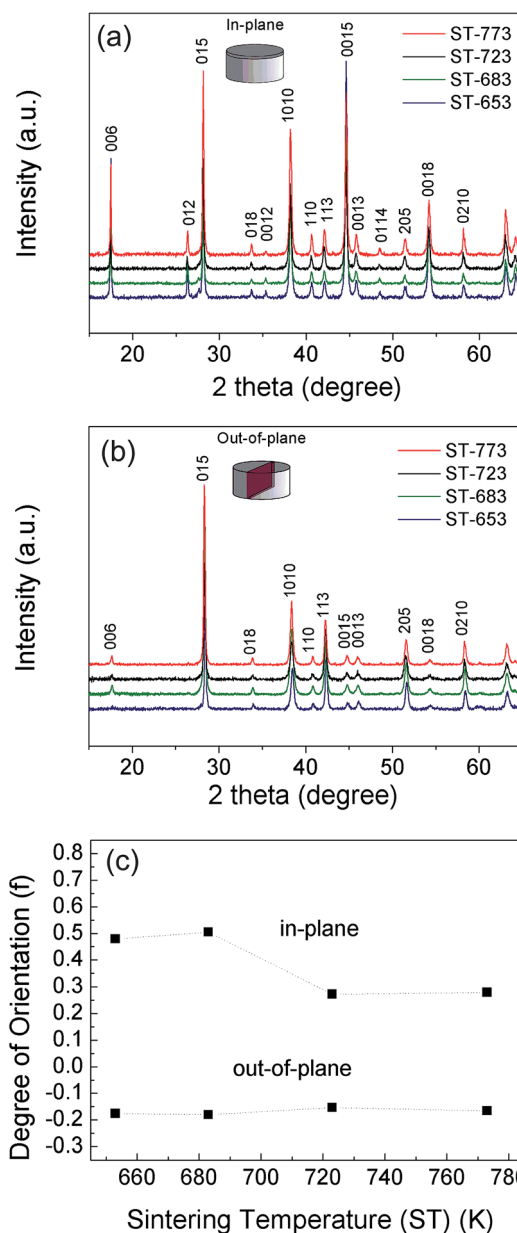 (a)
In-plane
ST-773
ST-723
ST-683
ST-653
006
012
015
018
0012
1010
110
113
0015
0013
0114
205
0018
0210
Intensity (a.u.)
20 30 40 50 60
2 theta (degree)
(b)
Out-of-plane
ST-773
ST-723
ST-683
ST-653
006
015
018
1010
110
113
0015
0013
205
0018
0210
Intensity (a.u.)
20 30 40 50 60
2 theta (degree)
(c)
0.8
0.7
0.6
0.5
0.4
0.3
0.2
0.1
0.0
-0.1
-0.2
-0.3
Degree of Orientation (f)
in-plane
out-of-plane
660 680 700 720 740 760 780
Sintering Temperature (ST) (K)